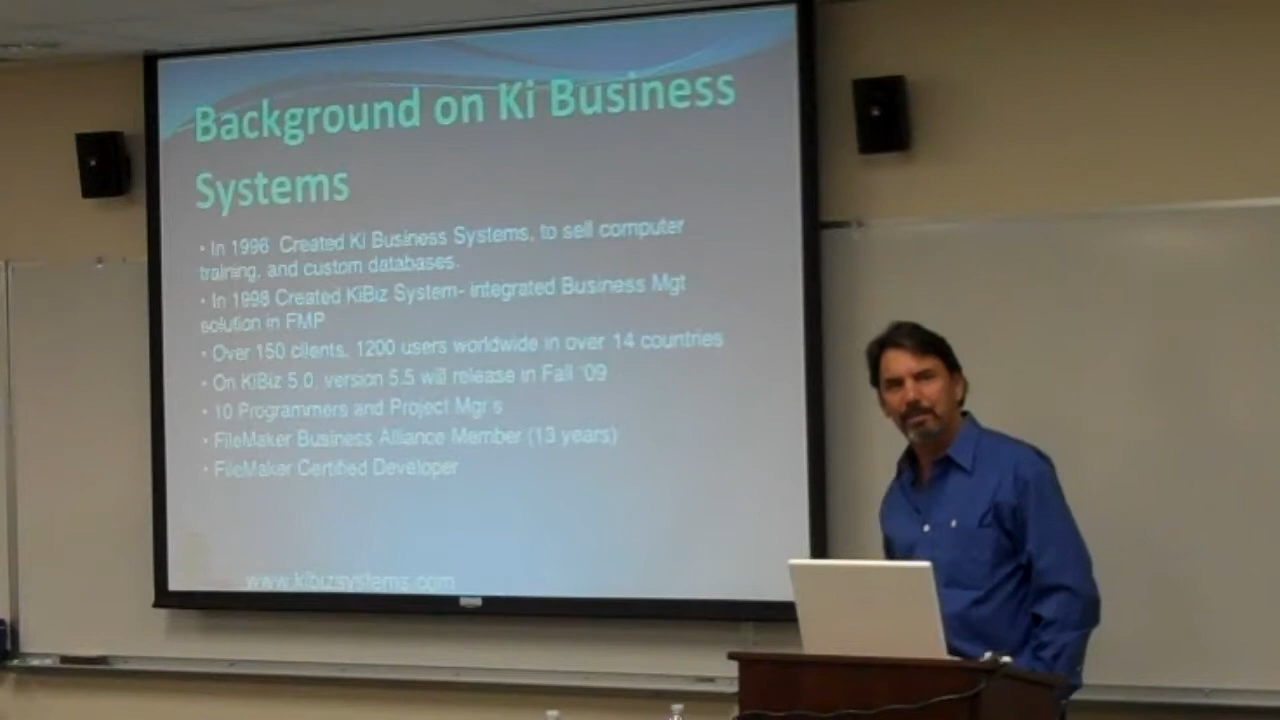 Background on Ki Business
Systems
• In 1996 Created Ki Business Systems, to sell computer
training, and custom databases.
• In 1998 Created KiBiz System- integrated Business Mgt
solution in FMP
• Over 150 clients, 1200 users worldwide in over 14 countries
• On KiBiz 5.0, version 5.5 will release in Fall '09
• 10 Programmers and Project Mgr's
• FileMaker Business Alliance Member (13 years)
• FileMaker Certified Developer
www.kibizsystems.com